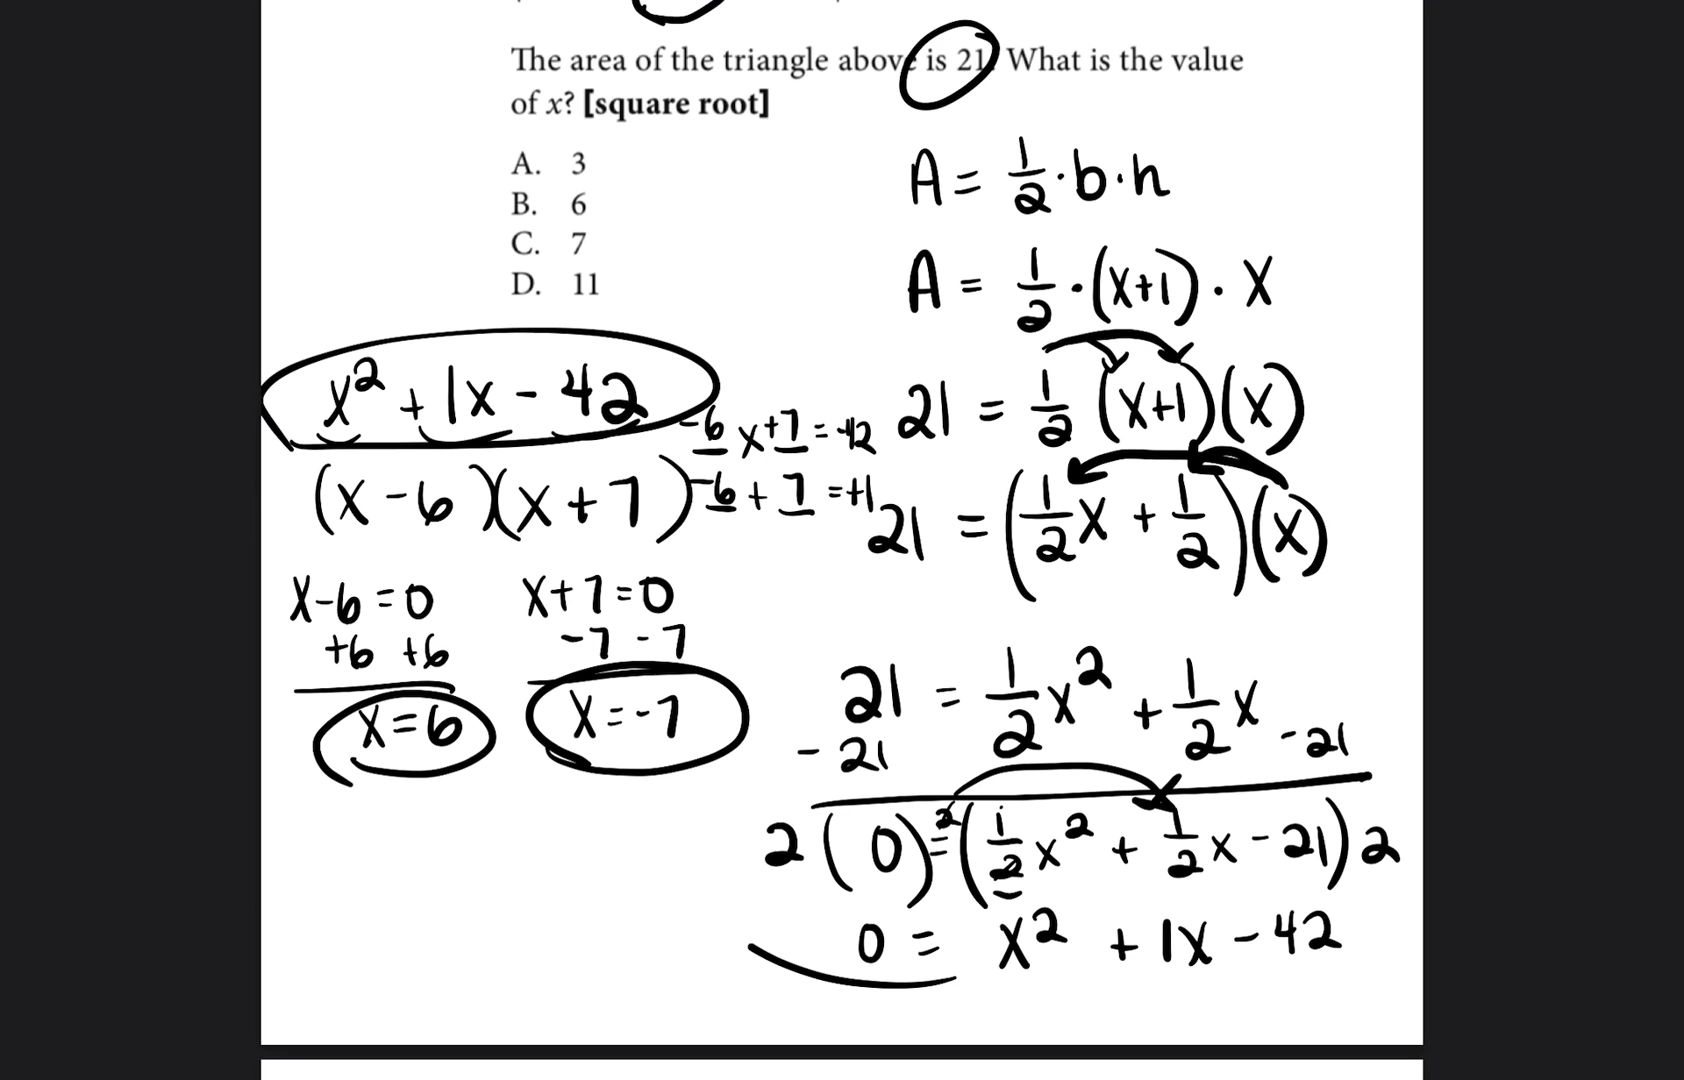 The area of the triangle above is 21. What is the value
of x? [square root]
A. 3
B. 6
C. 7
D. 11
A = 1/2 · b · h
A = 1/2 · (x+1) · x
21 = 1/2 (x+1)(x)
21 = (1/2x + 1/2)(x)
21 = 1/2x² + 1/2x
- 21 - 21
2(0) = (1/2x² + 1/2x - 21)2
2
0 = x² + 1x - 42
x² + 1x - 42
-6 x +7 = -42
(x - 6)(x + 7)
-6 + 7 = +1
x - 6 = 0
+6 +6
x = 6
x + 7 = 0
-7 -7
x = -7